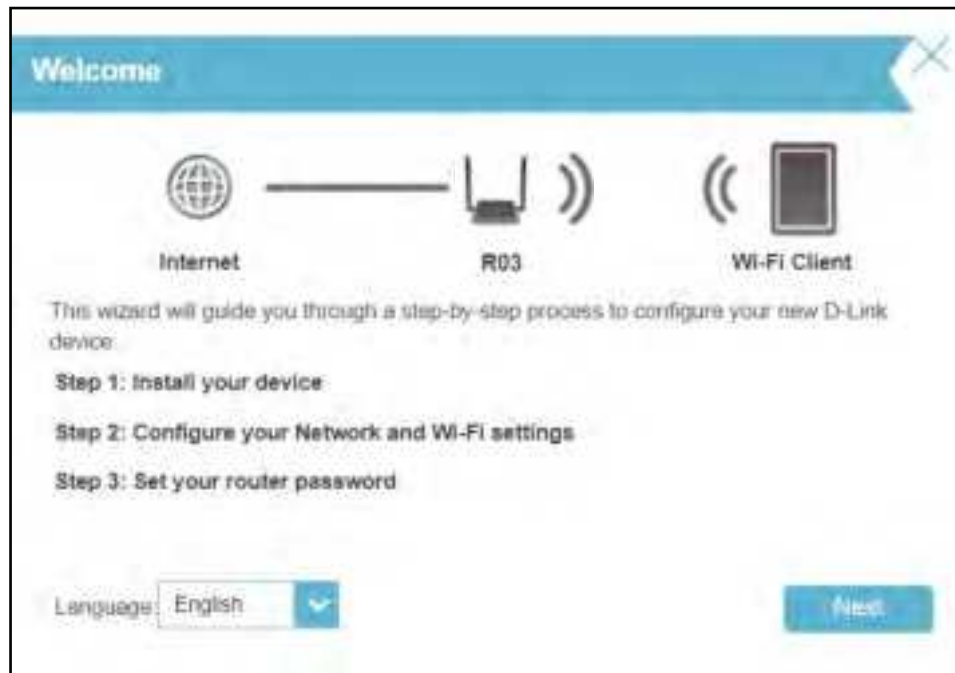 Welcome
Internet
R03
Wi-Fi Client
This wizard will guide you through a step-by-step process to configure your new D-Link
device:
Step 1: Install your device
Step 2: Configure your Network and Wi-Fi settings
Step 3: Set your router password
Language: English
Next